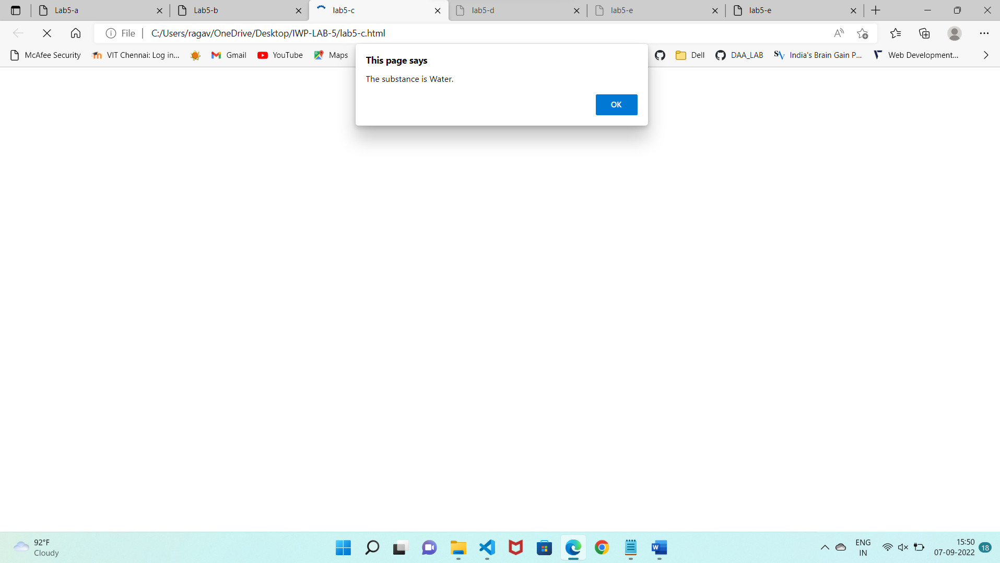 Lab5-a
Lab5-b
lab5-c
lab5-d
lab5-e
lab5-e
File
C:/Users/ragav/OneDrive/Desktop/IWP-LAB-5/lab5-c.html
McAfee Security
VIT Chennai: Log in...
Gmail
YouTube
Maps
Dell
DAA_LAB
India's Brain Gain P...
Web Development...
This page says
The substance is Water.
OK
92°F
Cloudy
ENG
IN
15:50
07-09-2022
18